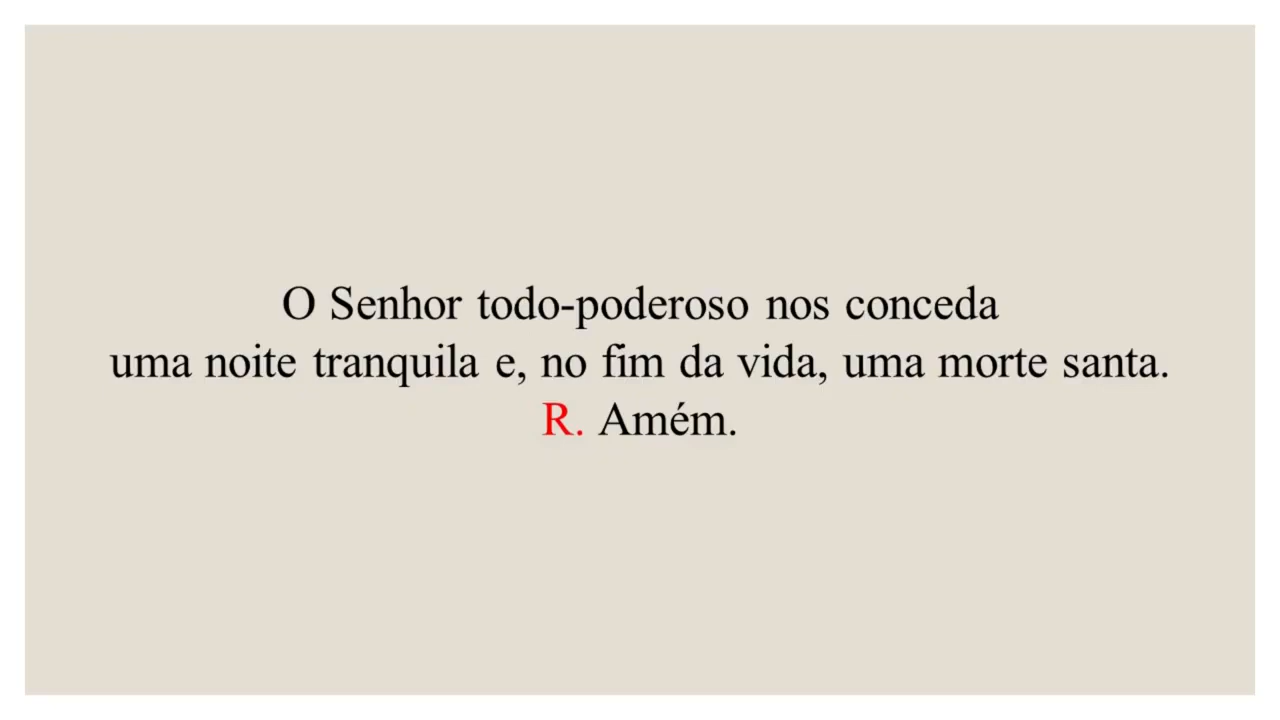 O Senhor todo-poderoso nos conceda
uma noite tranquila e, no fim da vida, uma morte santa.
R. Amém.